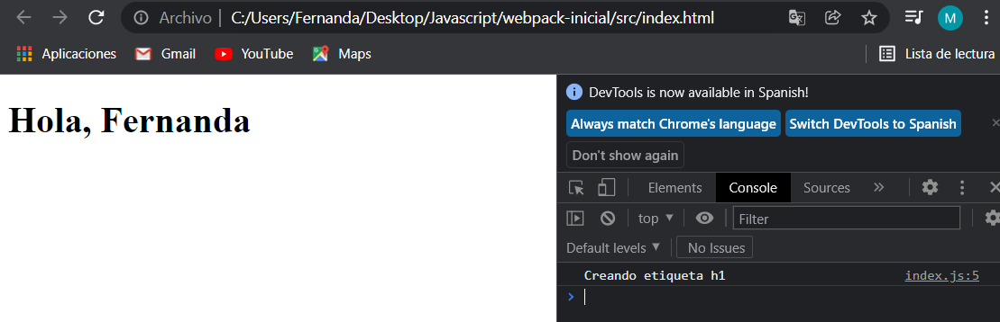 Archivo | C:/Users/Fernanda/Desktop/Javascript/webpack-inicial/src/index.html M
Aplicaciones Gmail YouTube Maps Lista de lectura
Hola, Fernanda
DevTools is now available in Spanish!
Always match Chrome's language Switch DevTools to Spanish
Don't show again
Elements Console Sources
top Filter
Default levels No Issues
Creando etiqueta h1 index.js:5